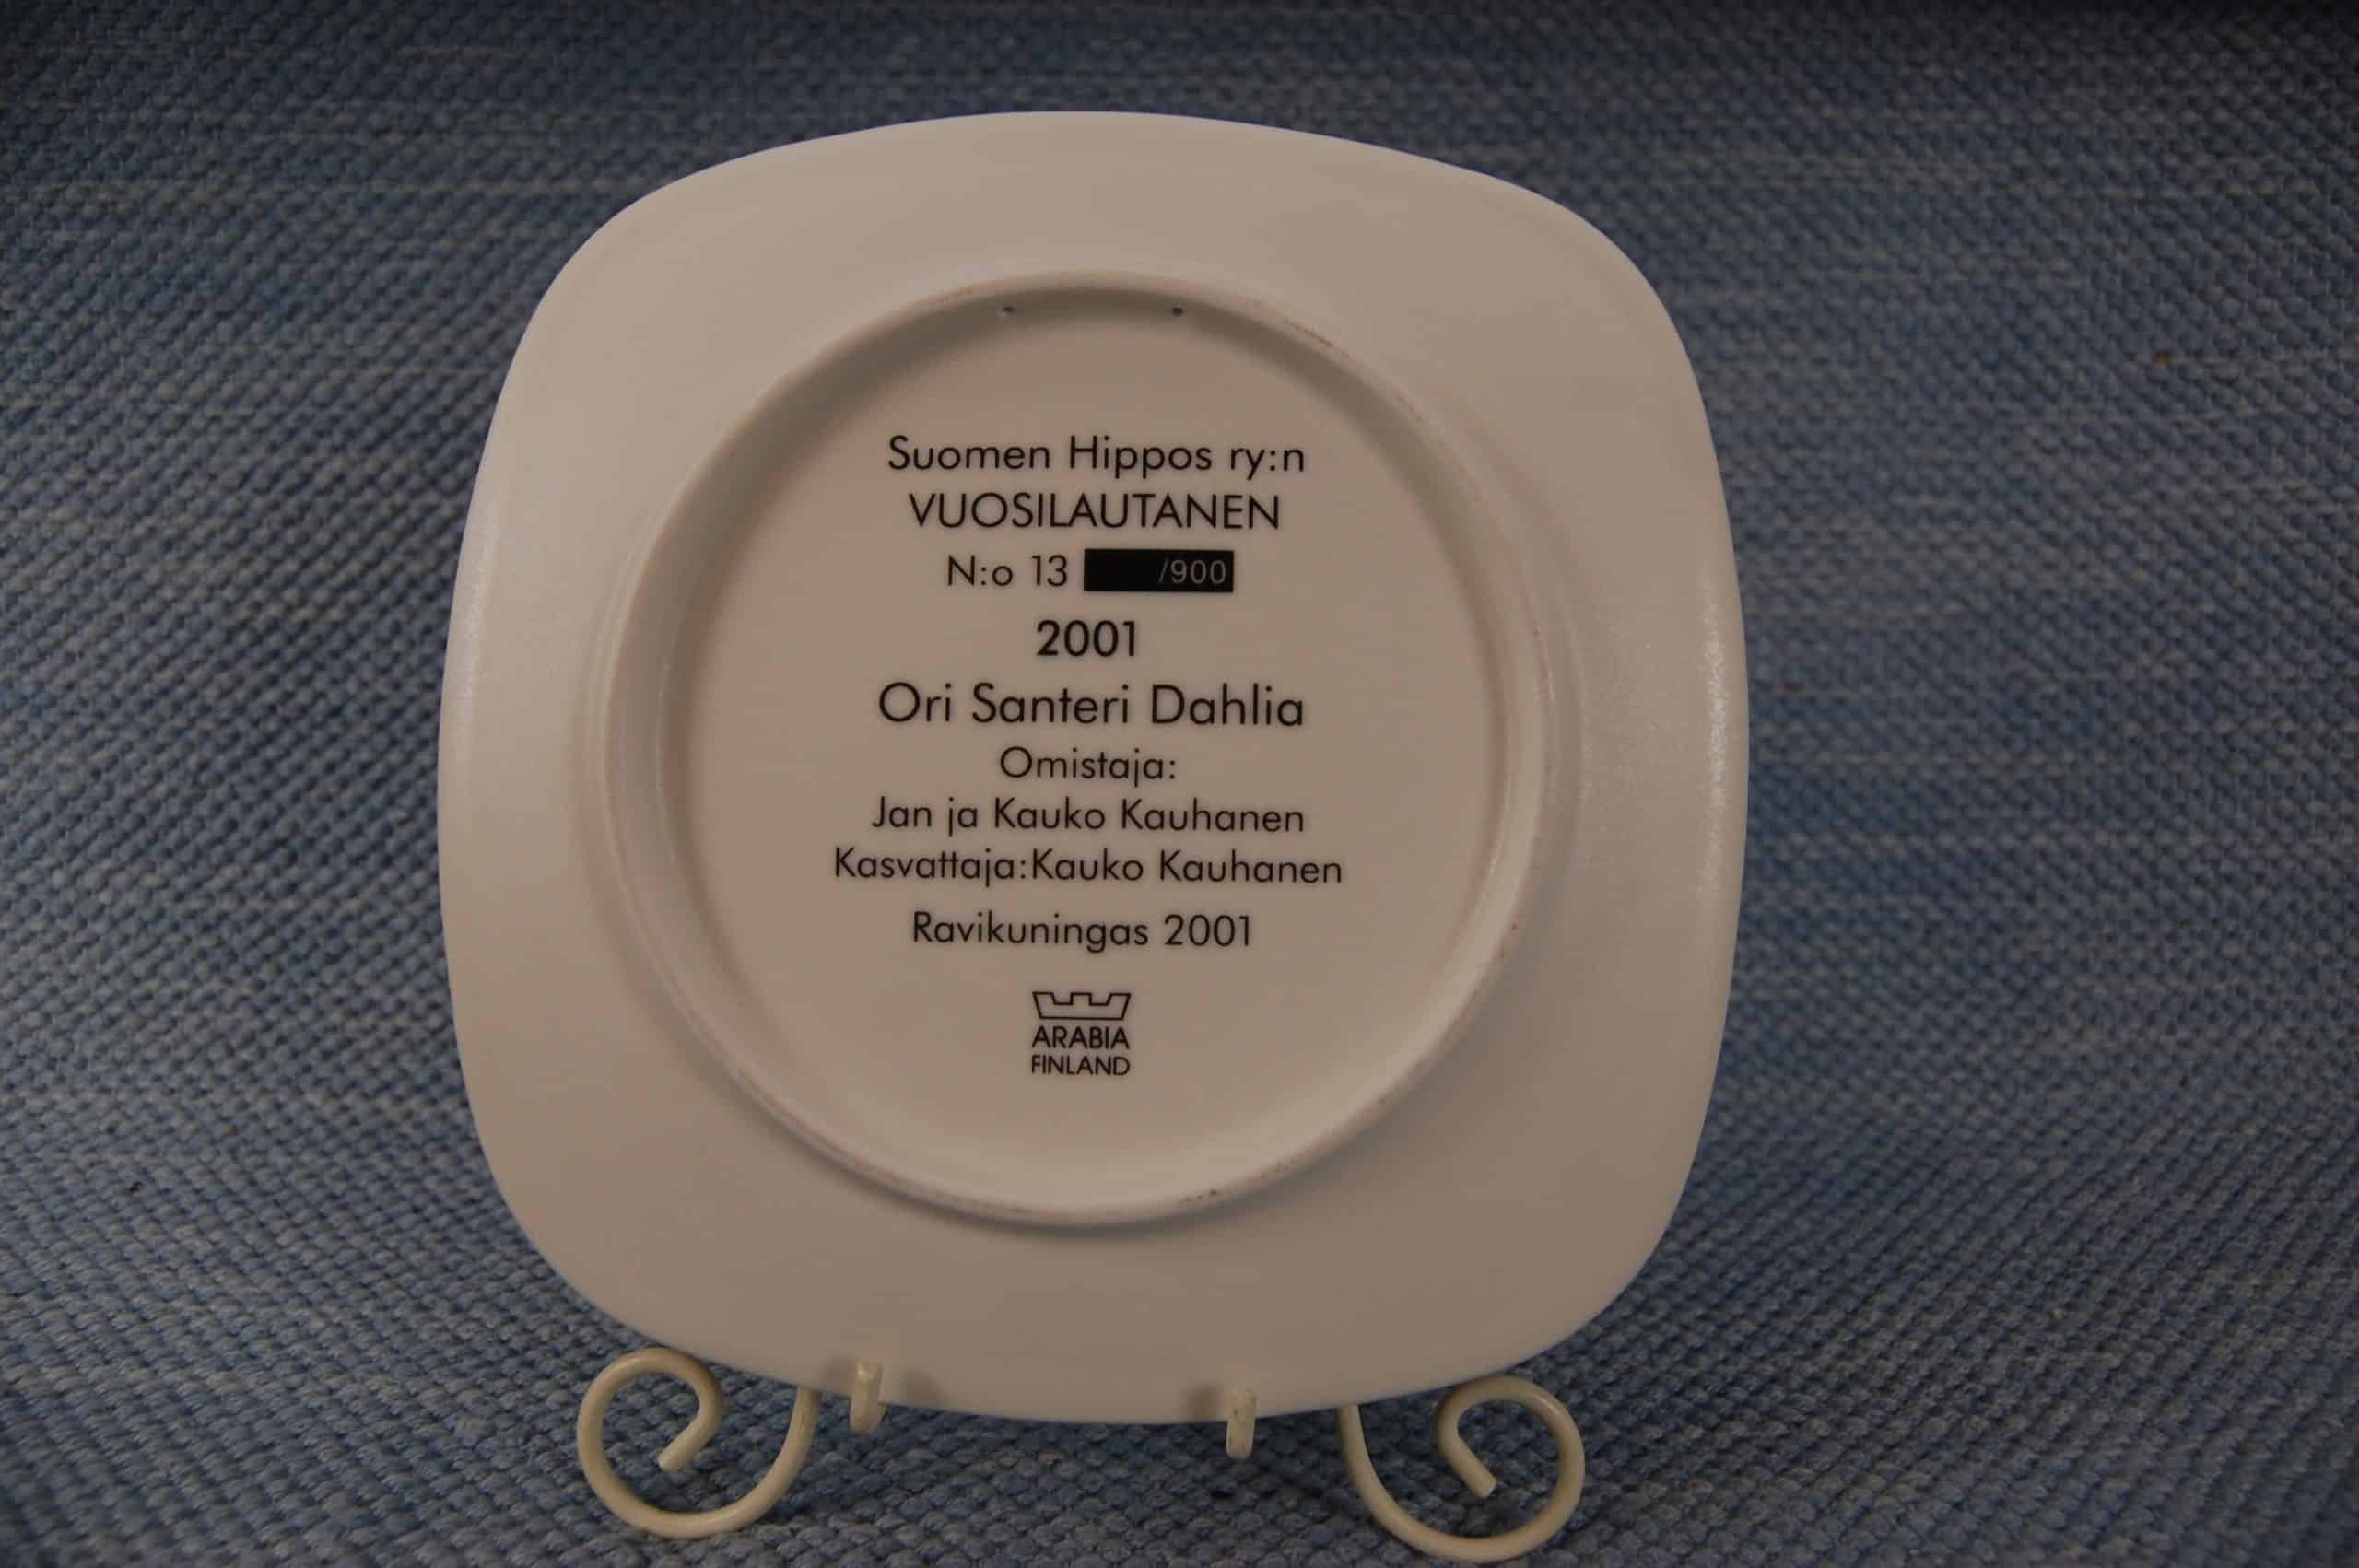 Suomen Hippos ry:n
VUOSILAUTANEN
N:o 13 /900
2001
Ori Santeri Dahlia
Omistaja:
Jan ja Kauko Kauhanen
Kasvattaja:Kauko Kauhanen
Ravikuningas 2001
ARABIA
FINLAND